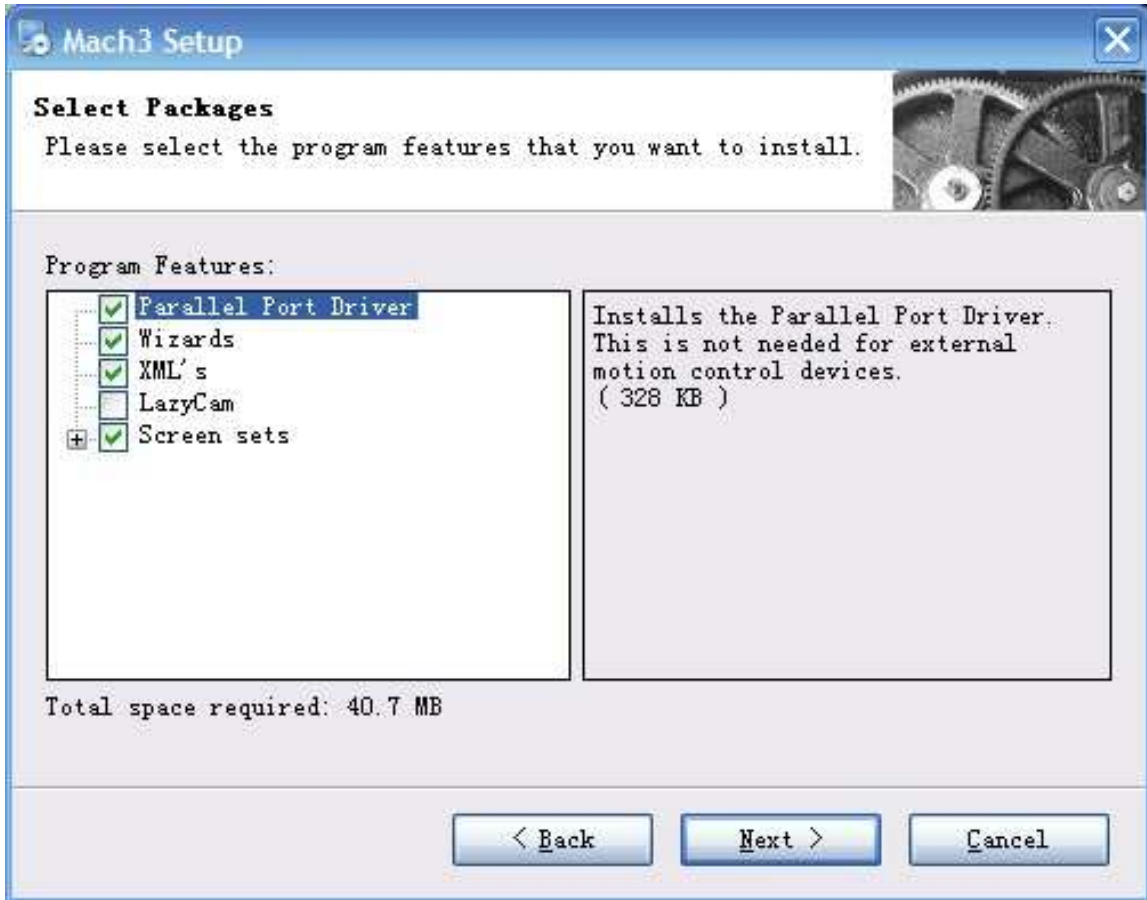 Mach3 Setup
Select Packages
Please select the program features that you want to install.
Program Features:
Parallel Port Driver
Wizards
XML's
LazyCam
Screen sets
Installs the Parallel Port Driver.
This is not needed for external
motion control devices.
( 328 KB )
Total space required: 40.7 MB
< Back
Next >
Cancel